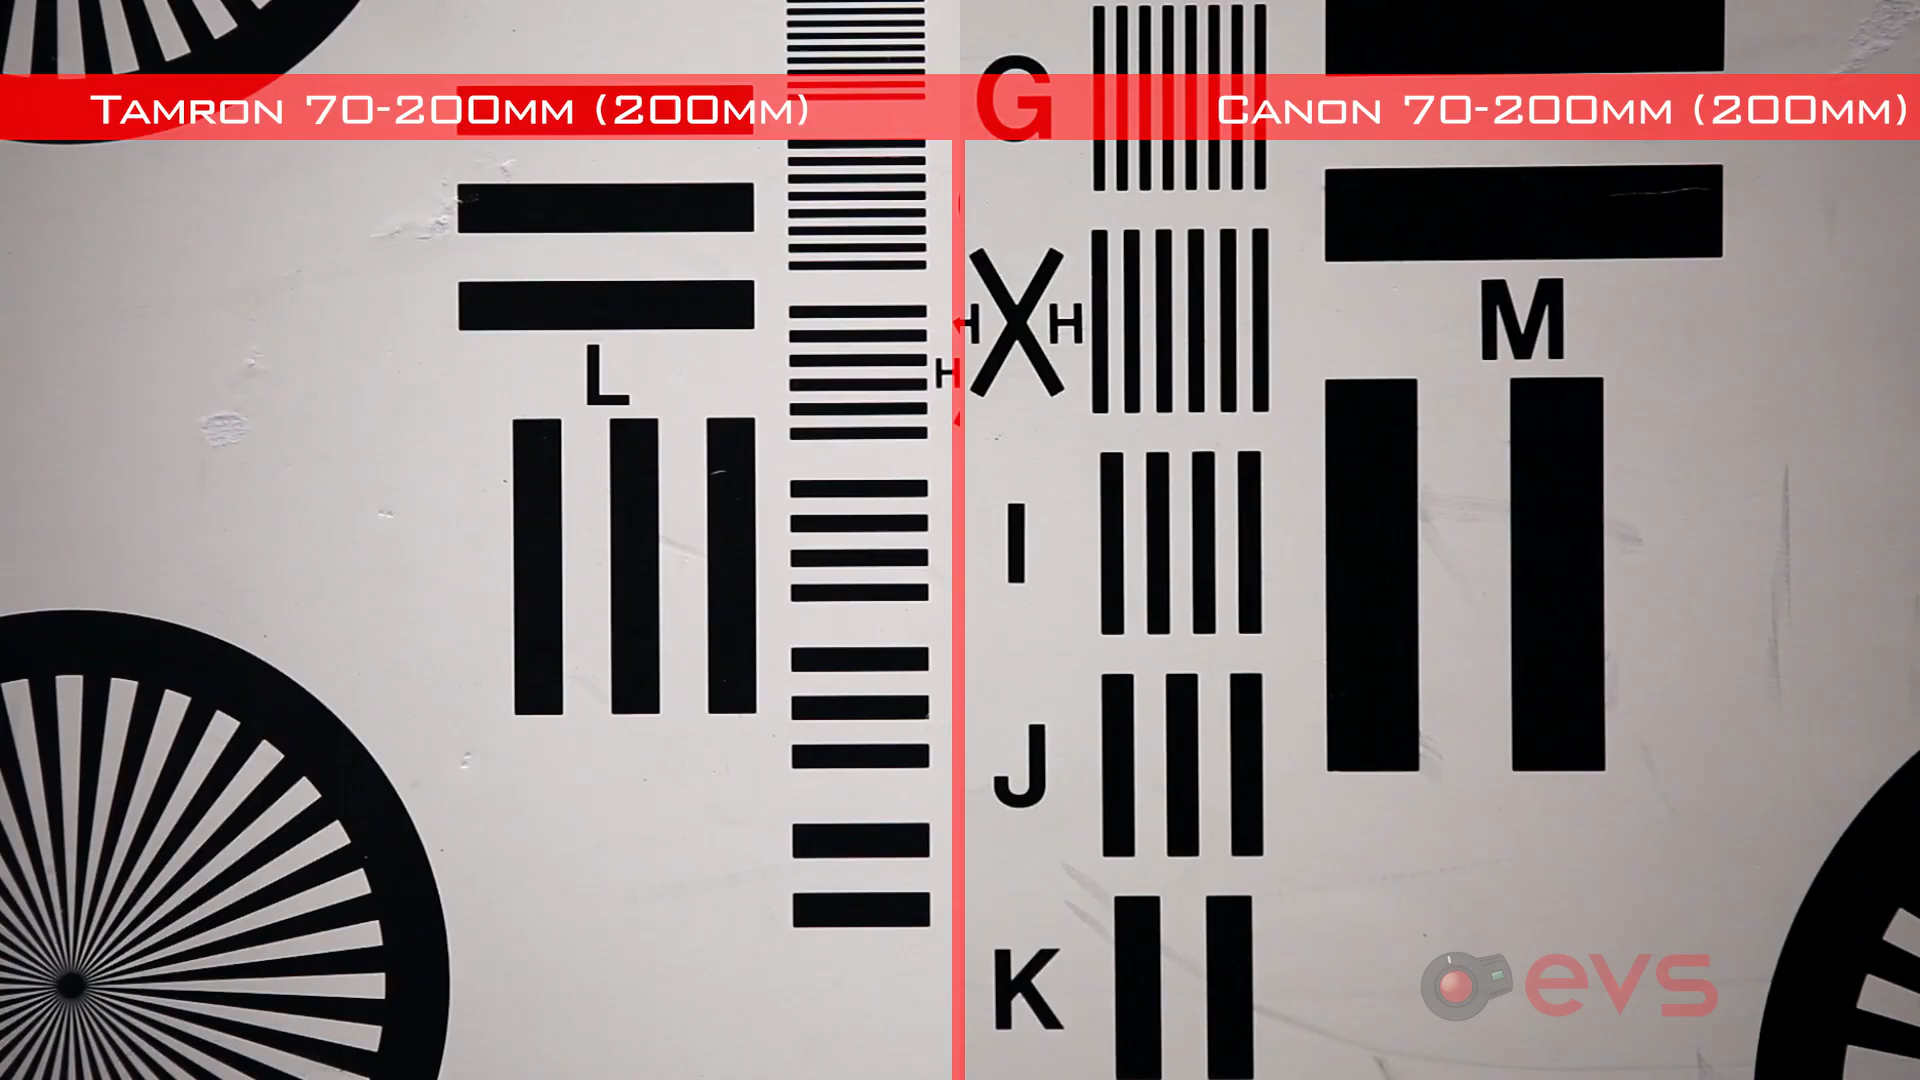 Tamron 70-200mm (200mm)
Canon 70-200mm (200mm)
G
H X H
H
L
M
I
J
K
evs